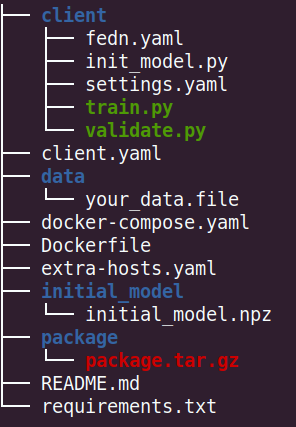 client
fedn.yaml
init_model.py
settings.yaml
train.py
validate.py
client.yaml
data
your_data.file
docker-compose.yaml
Dockerfile
extra-hosts.yaml
initial_model
initial_model.npz
package
package.tar.gz
README.md
requirements.txt